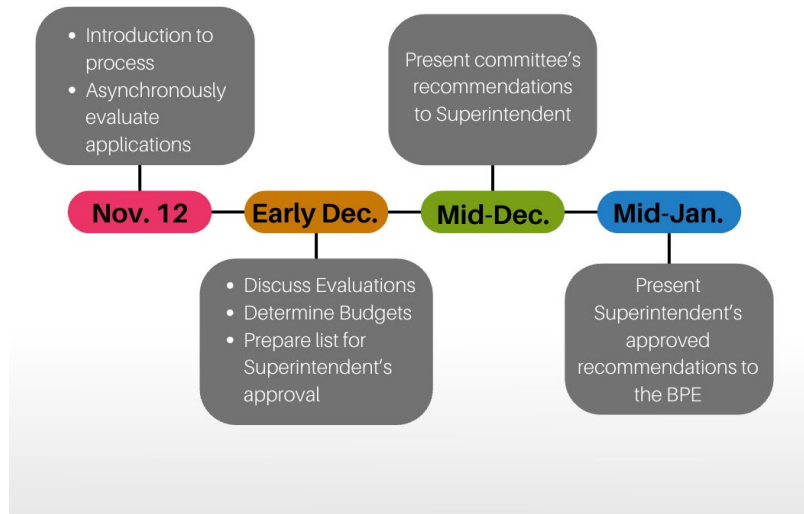 • Introduction to
process
• Asynchronously
evaluate
applications
Present committee's
recommendations
to Superintendent
Nov. 12
Early Dec.
Mid-Dec.
Mid-Jan.
• Discuss Evaluations
• Determine Budgets
• Prepare list for
Superintendent's
approval
Present
Superintendent's
approved
recommendations to
the BPE